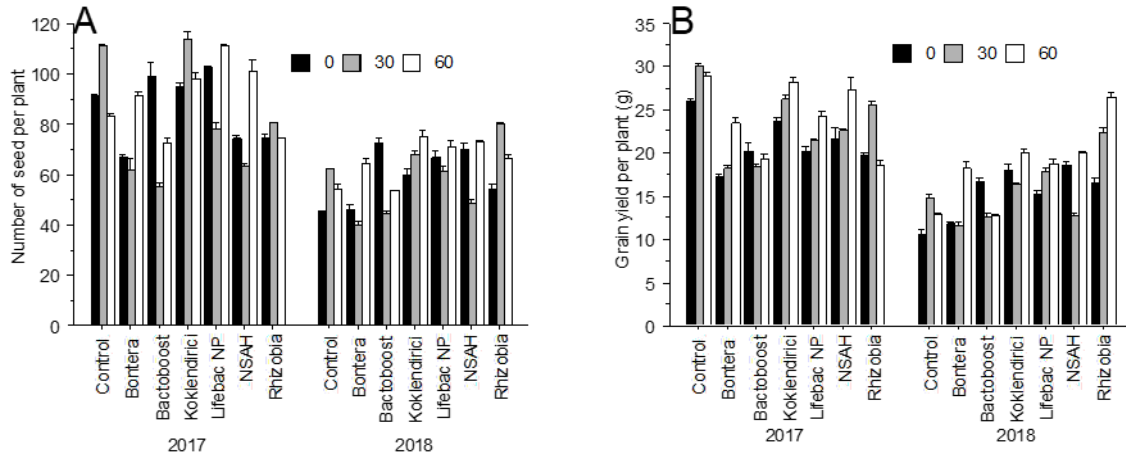 A
Number of seed per plant
120
100
80
60
40
20
0
0 30 60
Control
Bontera
Bactoboost
Koklendirici
Lifebac NP
NSAH
Rhizobia
Control
Bontera
Bactoboost
Koklendirici
Lifebac NP
NSAH
Rhizobia
2017
2018
B
Grain yield per plant (g)
35
30
25
20
15
10
5
0
0 30 60
Control
Bontera
Bactoboost
Koklendirici
Lifebac NP
NSAH
Rhizobia
Control
Bontera
Bactoboost
Koklendirici
Lifebac NP
NSAH
Rhizobia
2017
2018